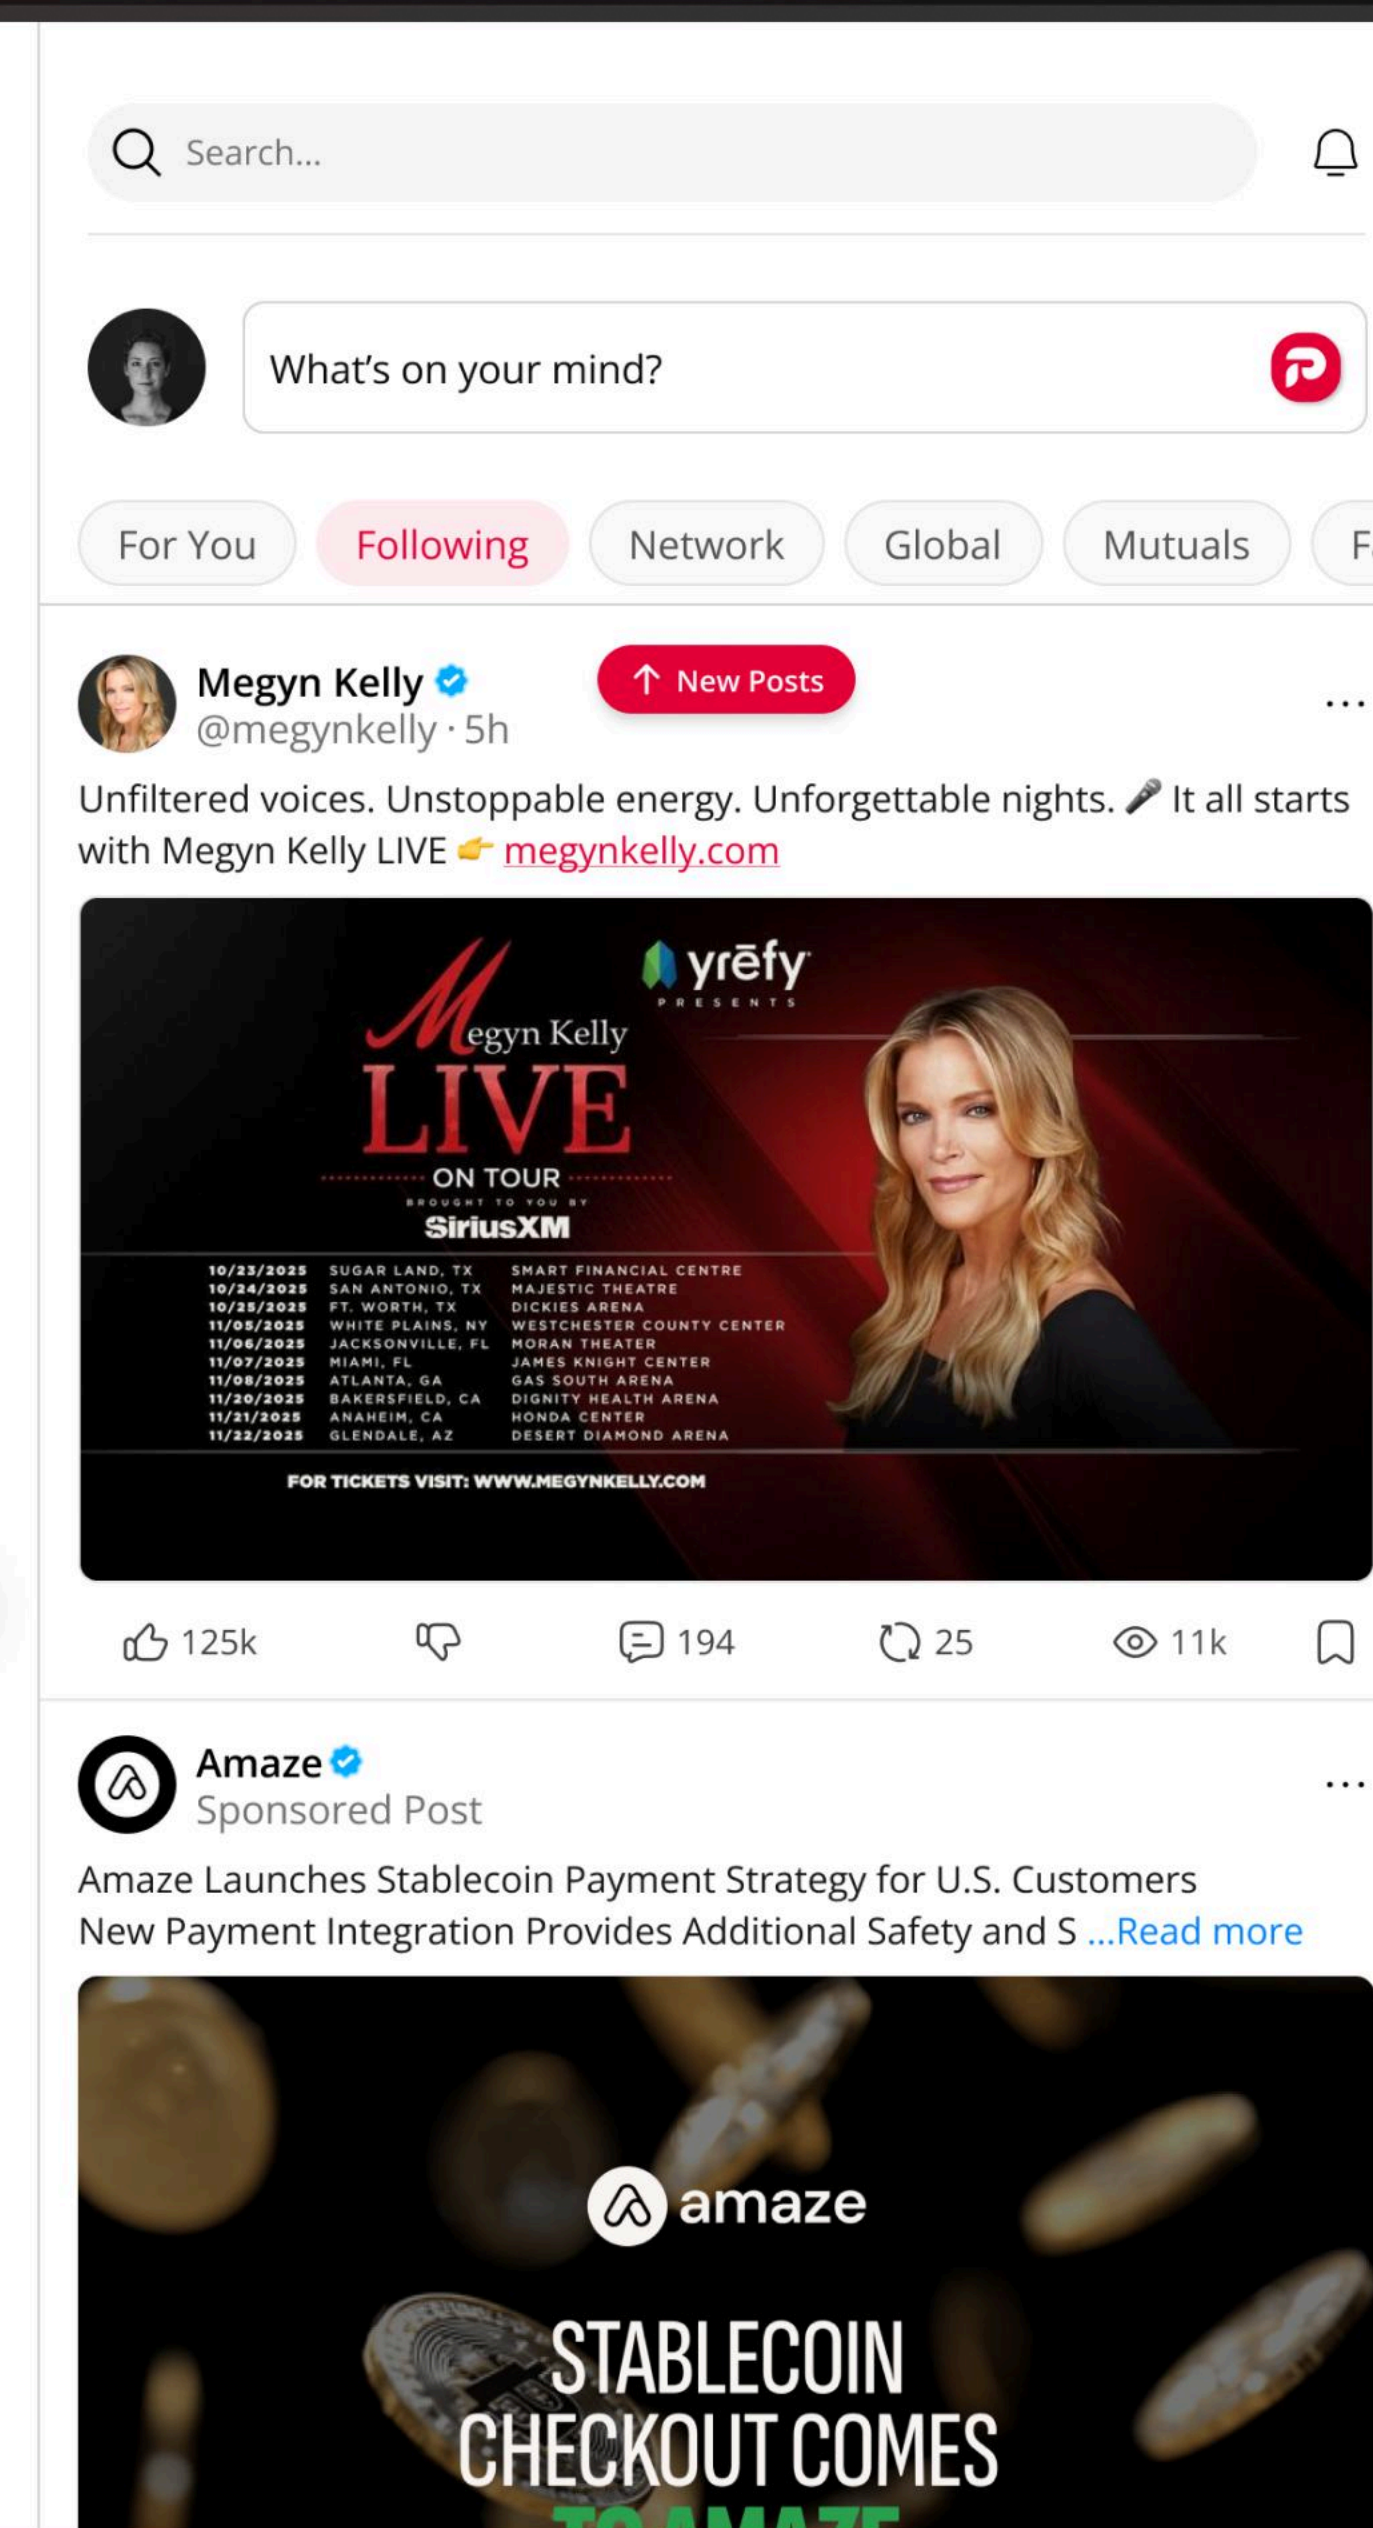 Search...
What's on your mind?
For You
Following
Network
Global
Mutuals
Megyn Kelly
New Posts
@megynkelly · 5h
Unfiltered voices. Unstoppable energy. Unforgettable nights. 🎤 It all starts
with Megyn Kelly LIVE 👉 megynkelly.com
yrēfy
PRESENTS
Megyn Kelly
LIVE
ON TOUR
BROUGHT TO YOU BY
SiriusXM
10/23/2025 SUGAR LAND, TX SMART FINANCIAL CENTRE
10/24/2025 SAN ANTONIO, TX MAJESTIC THEATRE
10/25/2025 FT. WORTH, TX DICKIES ARENA
11/05/2025 WHITE PLAINS, NY WESTCHESTER COUNTY CENTER
11/06/2025 JACKSONVILLE, FL MORAN THEATER
11/07/2025 MIAMI, FL JAMES KNIGHT CENTER
11/08/2025 ATLANTA, GA GAS SOUTH ARENA
11/20/2025 BAKERSFIELD, CA DIGNITY HEALTH ARENA
11/21/2025 ANAHEIM, CA HONDA CENTER
11/22/2025 GLENDALE, AZ DESERT DIAMOND ARENA
FOR TICKETS VISIT: WWW.MEGYNKELLY.COM
125k
194
25
11k
Amaze
Sponsored Post
Amaze Launches Stablecoin Payment Strategy for U.S. Customers
New Payment Integration Provides Additional Safety and S ...Read more
amaze
STABLECOIN
CHECKOUT COMES
TO AMAZE